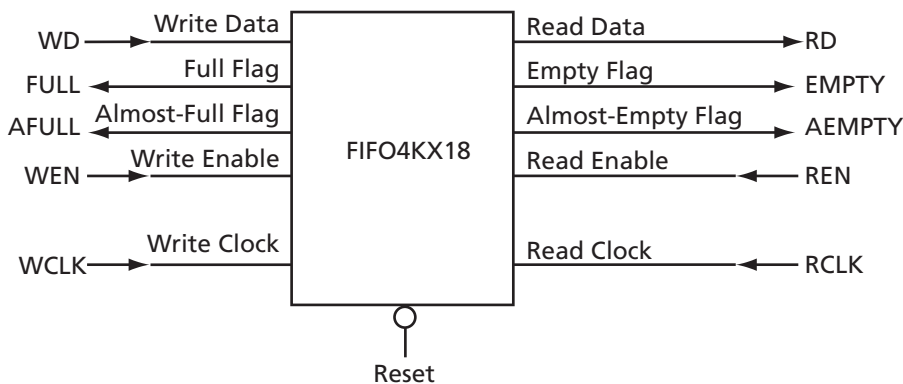 WD Write Data Read Data RD
FULL Full Flag Empty Flag EMPTY
AFULL Almost-Full Flag Almost-Empty Flag AEMPTY
FIFO4KX18
WEN Write Enable Read Enable REN
WCLK Write Clock Read Clock RCLK
Reset